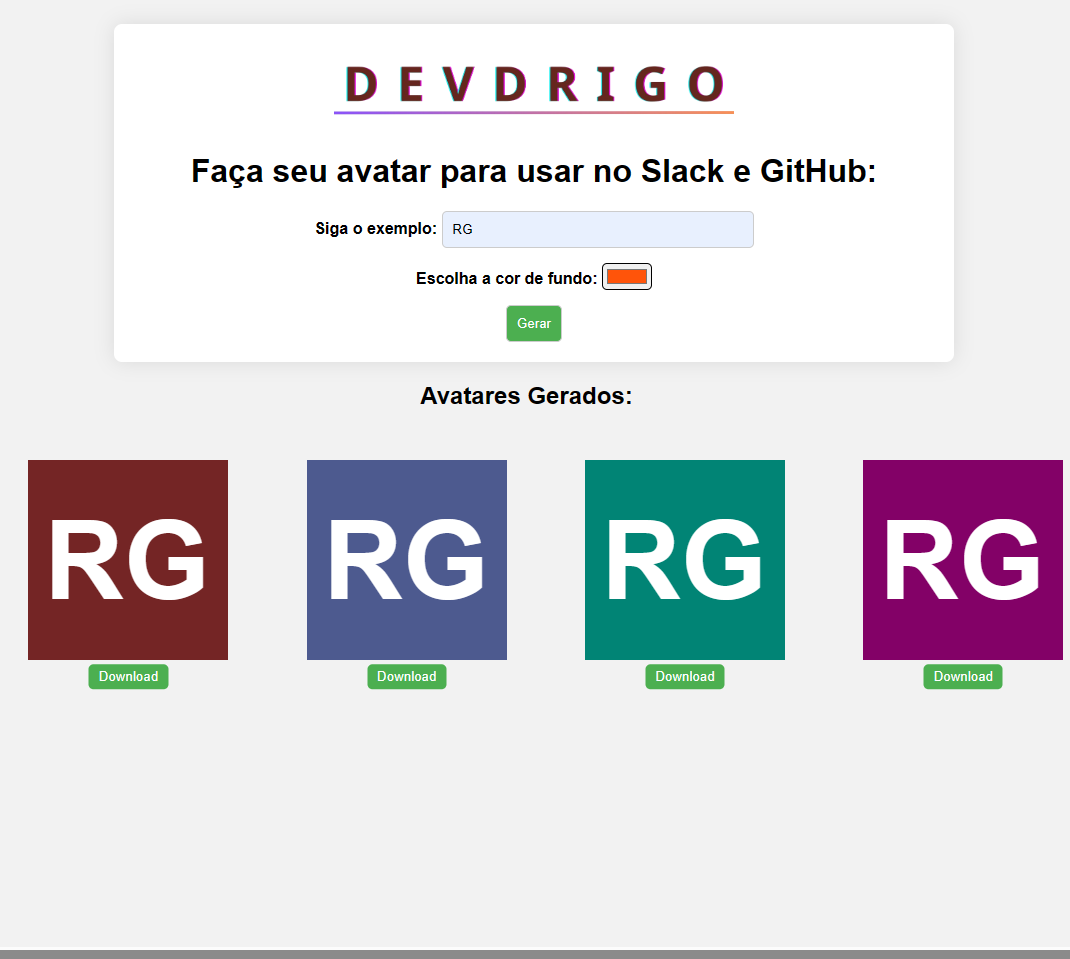 DEVDRIGO
Faça seu avatar para usar no Slack e GitHub:
Siga o exemplo: RG
Escolha a cor de fundo:
Gerar
Avatares Gerados:
RG RG RG RG
Download Download Download Download